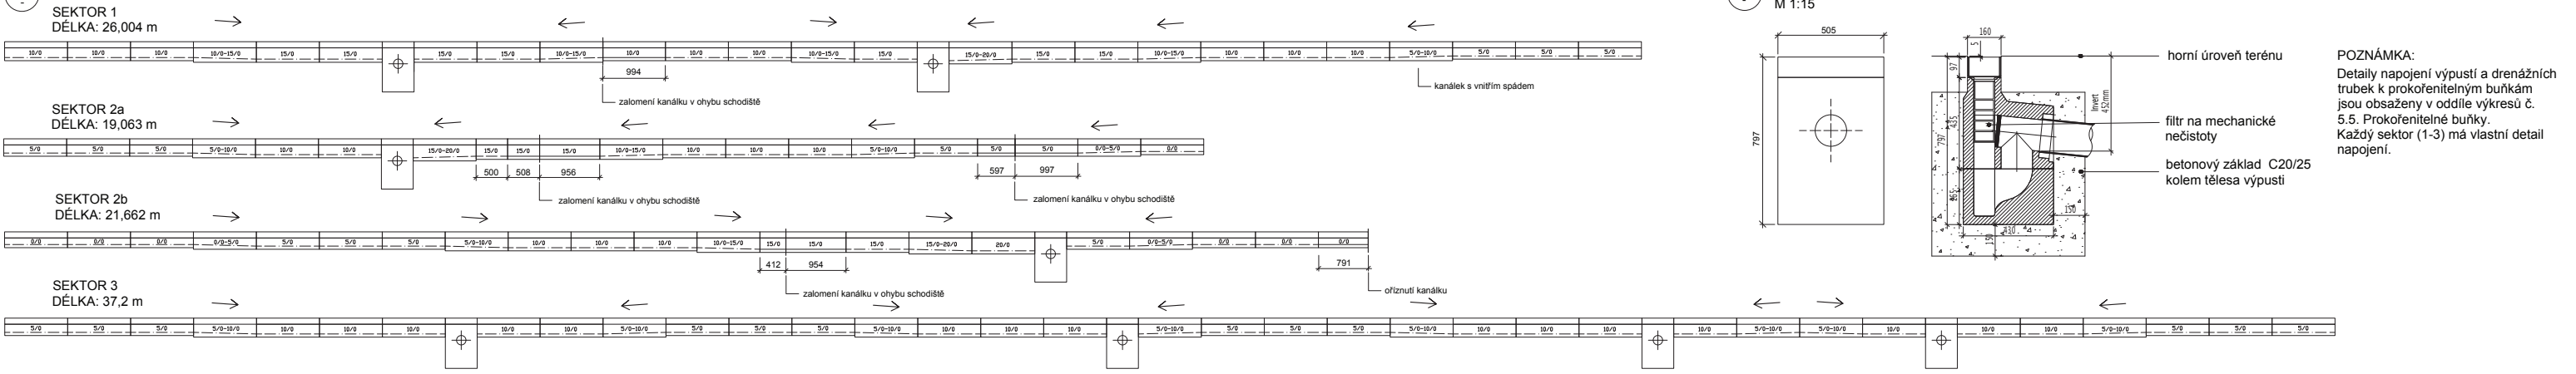 SEKTOR 1
DÉLKA: 26,004 m
10/0 10/0 10/0 10/0-15/0 15/0 15/0 15/0 15/0 10/0-15/0 10/0 10/0 10/0 10/0-15/0 15/0 15/0-20/0 15/0 15/0 10/0-15/0 10/0 10/0 10/0 5/0-10/0 5/0 5/0 5/0
994
zalomení kanálku v ohybu schodiště
kanálek s vnitřím spádem
SEKTOR 2a
DÉLKA: 19,063 m
5/0 5/0 5/0 5/0-10/0 10/0 10/0 15/0-20/0 15/0 15/0 15/0 10/0-15/0 10/0 10/0 10/0 5/0-10/0 5/0 5/0 5/0 0/0-5/0 0/0
500 508 956 597 997
zalomení kanálku v ohybu schodiště
zalomení kanálku v ohybu schodiště
SEKTOR 2b
DÉLKA: 21,662 m
0/0 0/0 0/0 0/0-5/0 5/0 5/0 5/0 5/0-10/0 10/0 10/0 10/0 10/0-15/0 15/0 15/0 15/0 15/0-20/0 20/0 5/0 0/0-5/0 0/0 0/0 0/0
412 954 791
zalomení kanálku v ohybu schodiště
oříznutí kanálku
SEKTOR 3
DÉLKA: 37,2 m
5/0 5/0 5/0 5/0-10/0 10/0 10/0 10/0 10/0 10/0 5/0-10/0 5/0 5/0 5/0 5/0-10/0 10/0 10/0 10/0 5/0-10/0 5/0 5/0 5/0 5/0-10/0 10/0 10/0 10/0 10/0 5/0-10/0 5/0-10/0 10/0 10/0 10/0 5/0-10/0 5/0 5/0 5/0
M 1:15
505
797
160
5
97
435
797
265
Invert
452mm
150
430
150
horní úroveň terénu
filtr na mechanické
nečistoty
betonový základ C20/25
kolem tělesa výpusti
POZNÁMKA:
Detaily napojení výpustí a drenážních
trubek k prokořenitelným buňkám
jsou obsaženy v oddíle výkresů č.
5.5. Prokořenitelné buňky.
Každý sektor (1-3) má vlastní detail
napojení.